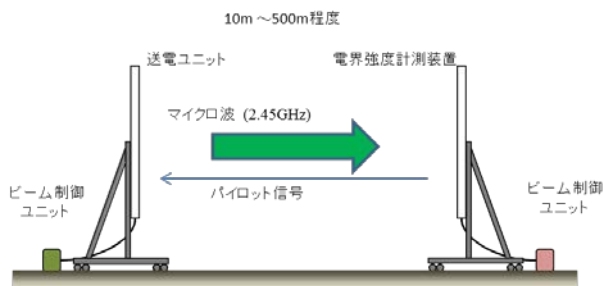 10m ～500m程度
送電ユニット
電界強度計測装置
マイクロ波 (2.45GHz)
パイロット信号
ビーム制御
ユニット
ビーム制御
ユニット